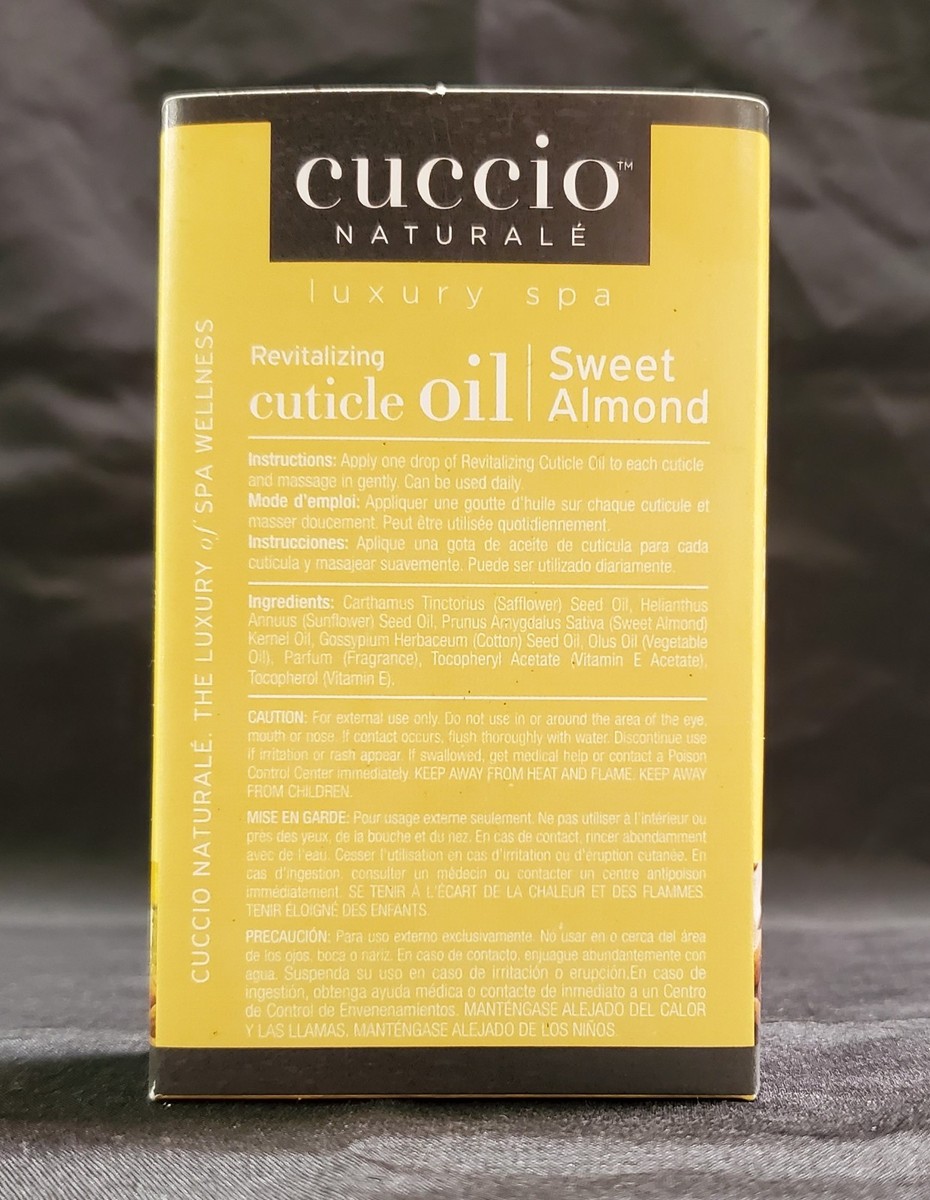 cuccio™
NATURALÉ
luxury spa
Revitalizing
cuticle oil
Sweet
Almond
Instructions: Apply one drop of Revitalizing Cuticle Oil to each cuticle
and massage in gently. Can be used daily.
Mode d'emploi: Appliquer une goutte d'huile sur chaque cuticule et
masser doucement. Peut être utilisée quotidiennement.
Instrucciones: Aplique una gota de aceite de cuticula para cada
cuticula y masajear suavemente. Puede ser utilizado diariamente.
Ingredients: Carthamus Tinctorius (Safflower) Seed Oil, Helianthus
Annuus (Sunflower) Seed Oil, Prunus Amygdalus Sativa (Sweet Almond)
Kernel Oil, Gossypium Herbaceum (Cotton) Seed Oil, Olus Oil (Vegetable
Oil), Parfum (Fragrance), Tocopheryl Acetate (Vitamin E Acetate),
Tocopherol (Vitamin E).
CAUTION: For external use only. Do not use in or around the area of the eye,
mouth or nose. If contact occurs, flush thoroughly with water. Discontinue use
if irritation or rash appear. If swallowed, get medical help or contact a Poison
Control Center immediately. KEEP AWAY FROM HEAT AND FLAME. KEEP AWAY
FROM CHILDREN.
MISE EN GARDE: Pour usage externe seulement. Ne pas utiliser à l'intérieur ou
près des yeux, de la bouche et du nez. En cas de contact, rincer abondamment
avec de l'eau. Cesser l'utilisation en cas d'irritation ou d'éruption cutanée. En
cas d'ingestion, consulter un médecin ou contacter un centre antipoison
immédiatement. SE TENIR À L'ÉCART DE LA CHALEUR ET DES FLAMMES.
TENIR ÉLOIGNÉ DES ENFANTS.
PRECAUCIÓN: Para uso externo exclusivamente. No usar en o cerca del área
de los ojos, boca o nariz. En caso de contacto, enjuague abundantemente con
agua. Suspenda su uso en caso de irritación o erupción.En caso de
ingestión, obtenga ayuda médica o contacte de inmediato a un Centro
de Control de Envenenamientos. MANTÉNGASE ALEJADO DEL CALOR
Y LAS LLAMAS. MANTÉNGASE ALEJADO DE LOS NIÑOS.
CUCCIO NATURALÉ. THE LUXURY of SPA WELLNESS